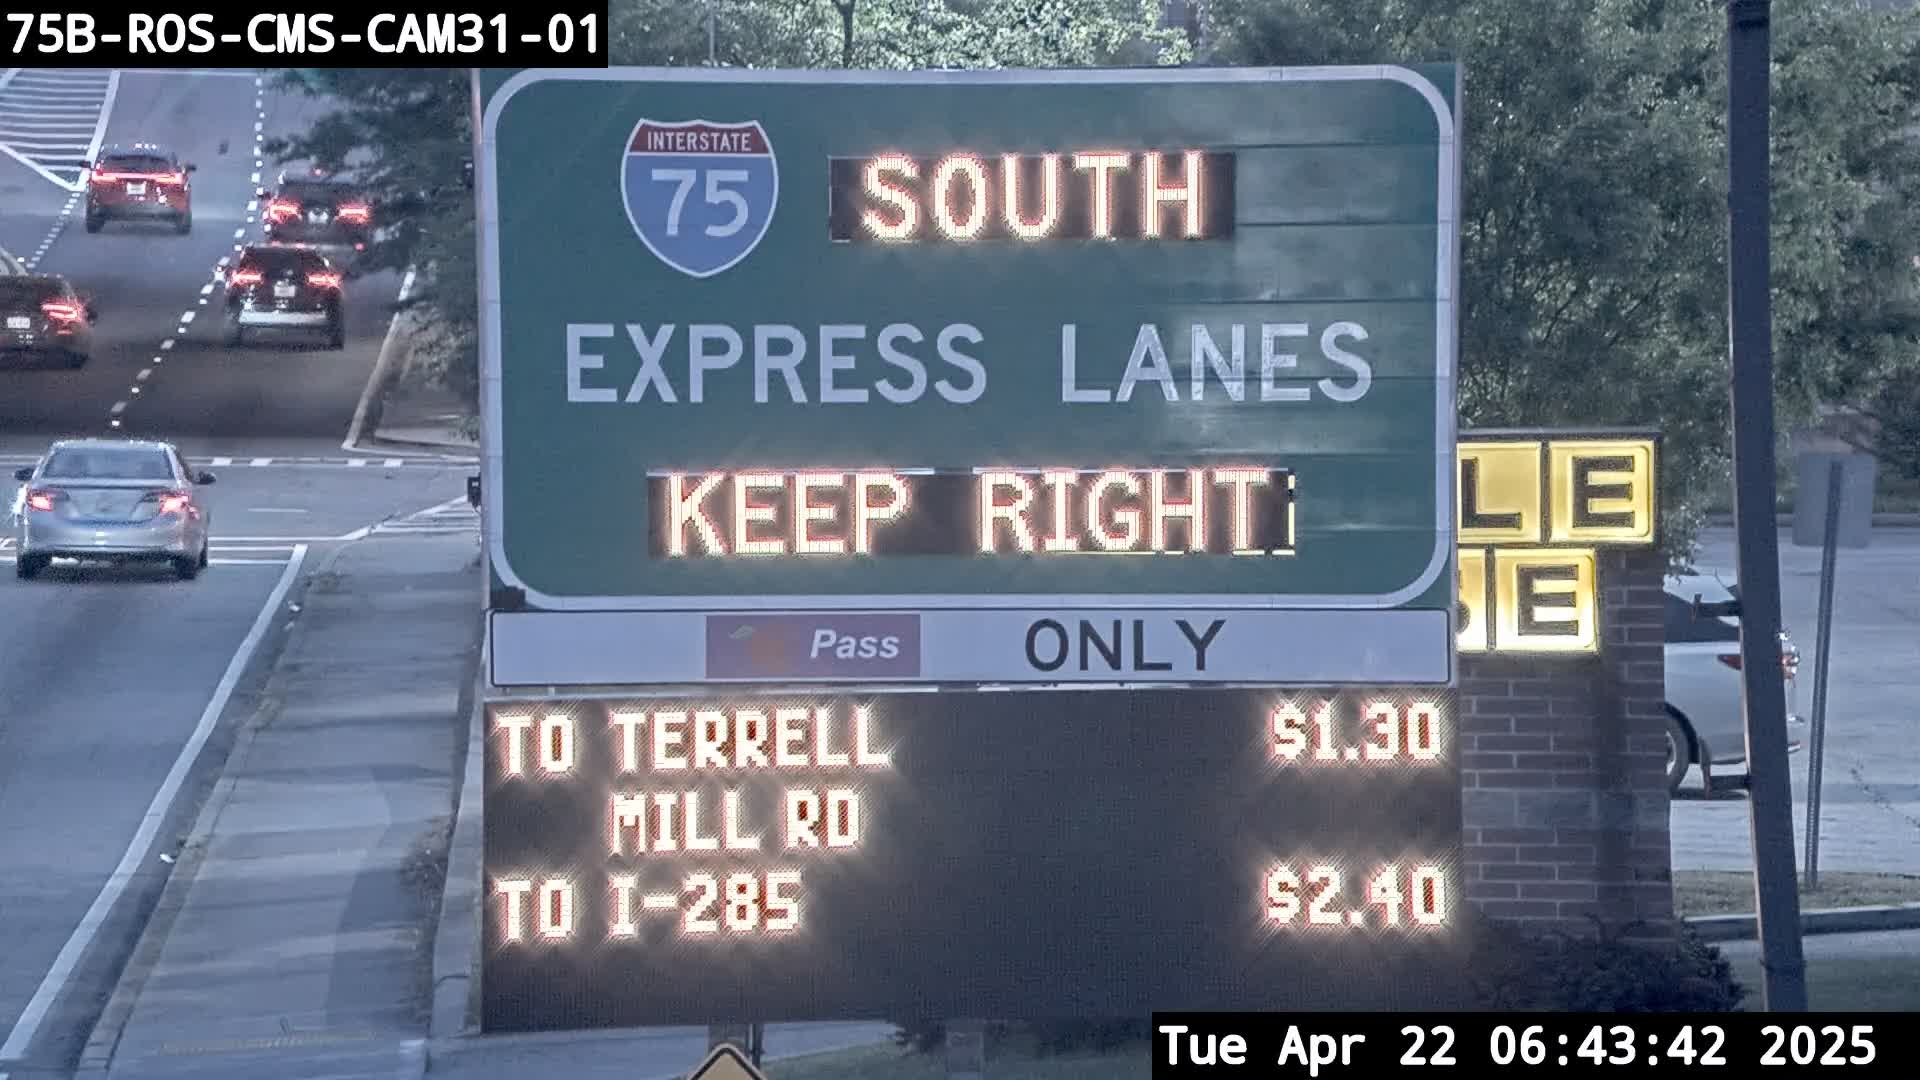 75B-ROS-CMS-CAM31-01
INTERSTATE
75
SOUTH
EXPRESS LANES
KEEP RIGHT
Pass ONLY
TO TERRELL $1.30
MILL RD
TO I-285 $2.40
LE
E
Tue Apr 22 06:43:42 2025